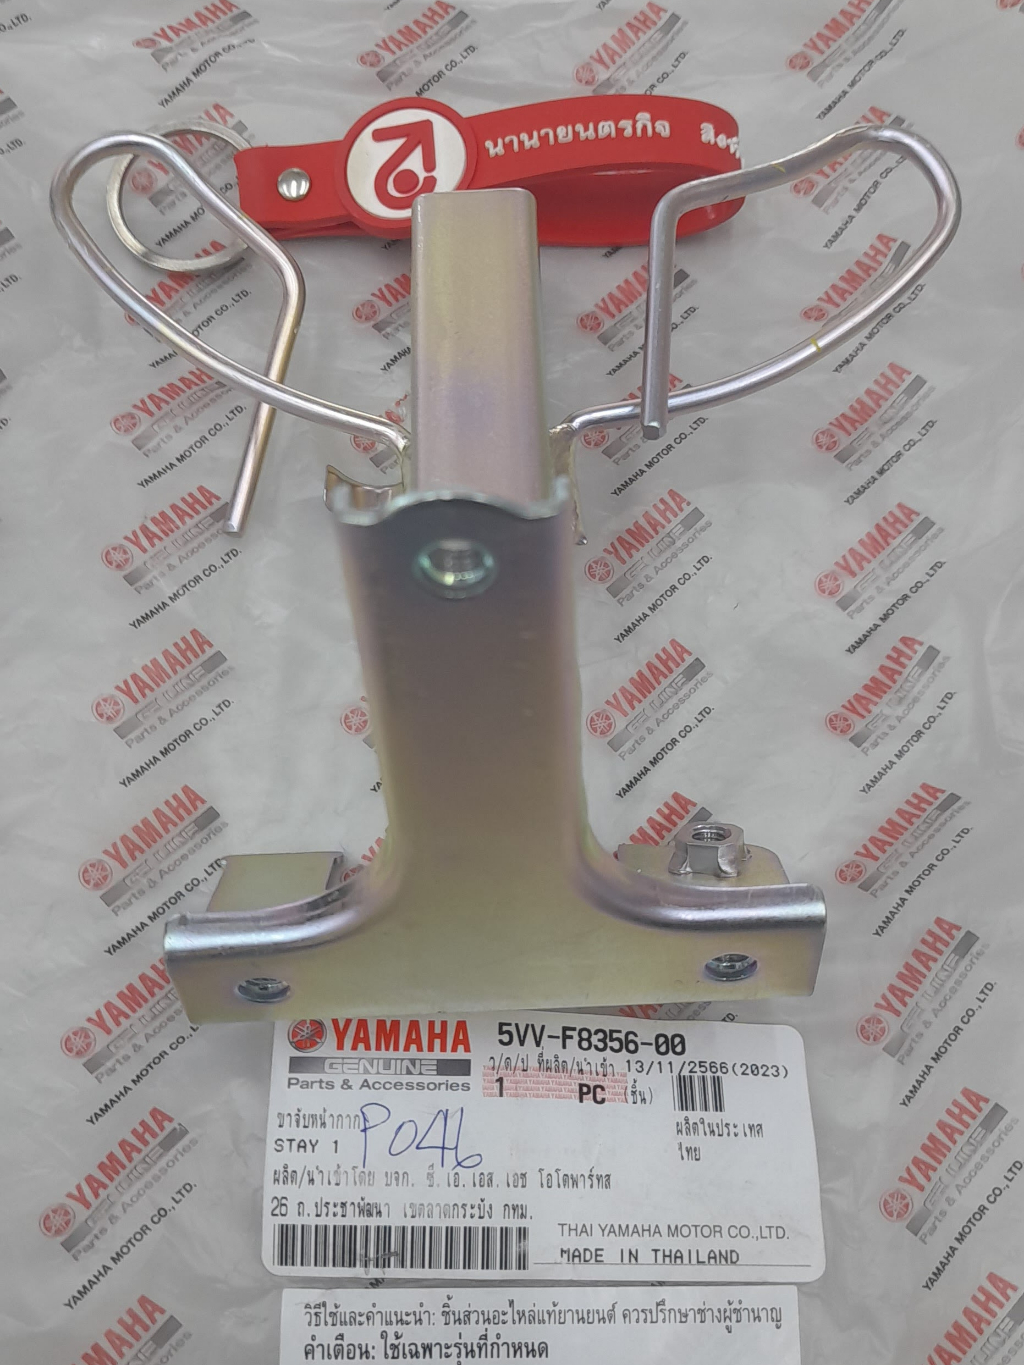 นานายนตรกิจ
YAMAHA
GENUINE
Parts & Accessories
YAMAHA MOTOR CO.,LTD.
YAMAHA
GENUINE
Parts & Accessories
5VV-F8356-00
ว/ด/ป ที่ผลิต/นำเข้า 13/11/2566(2023)
1 PC (ชิ้น)
ขาจับหน้ากาก
P046
STAY 1
ผลิตในประเทศ
ไทย
ผลิต/นำเข้าโดย บจก. ซี.เอ.เอส.เอช โอโตพาร์ทส
26 ถ.ประชาพัฒนา เขตลาดกระบัง กทม.
THAI YAMAHA MOTOR CO.,LTD.
MADE IN THAILAND
วิธีใช้และคำแนะนำ: ชิ้นส่วนอะไหล่แท้ยานยนต์ ควรปรึกษาช่างผู้ชำนาญ
คำเตือน: ใช้เฉพาะรุ่นที่กำหนด